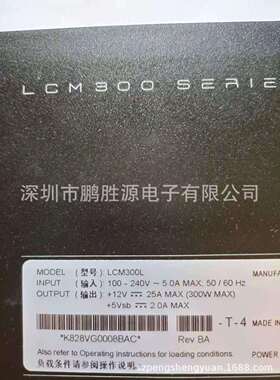 LCM300 SERIE
深圳市鹏胜源电子有限公司
MODEL （型号） LCM300L
MANUFA
INPUT （输入） 100 - 240V ~ 5.0A MAX / 50 / 60 Hz
OUTPUT （输出） +12V ⎓ 25A MAX (300W MAX)
+5Vsb ⎓ 2.0A MAX
- T - 4
MADE IN
*K828VG0008BAC*
Rev BA
Also refer to Operating Instructions for loading conditions.
负载条件请参阅操作说明
POWER
szpengshengyuan.1688.com